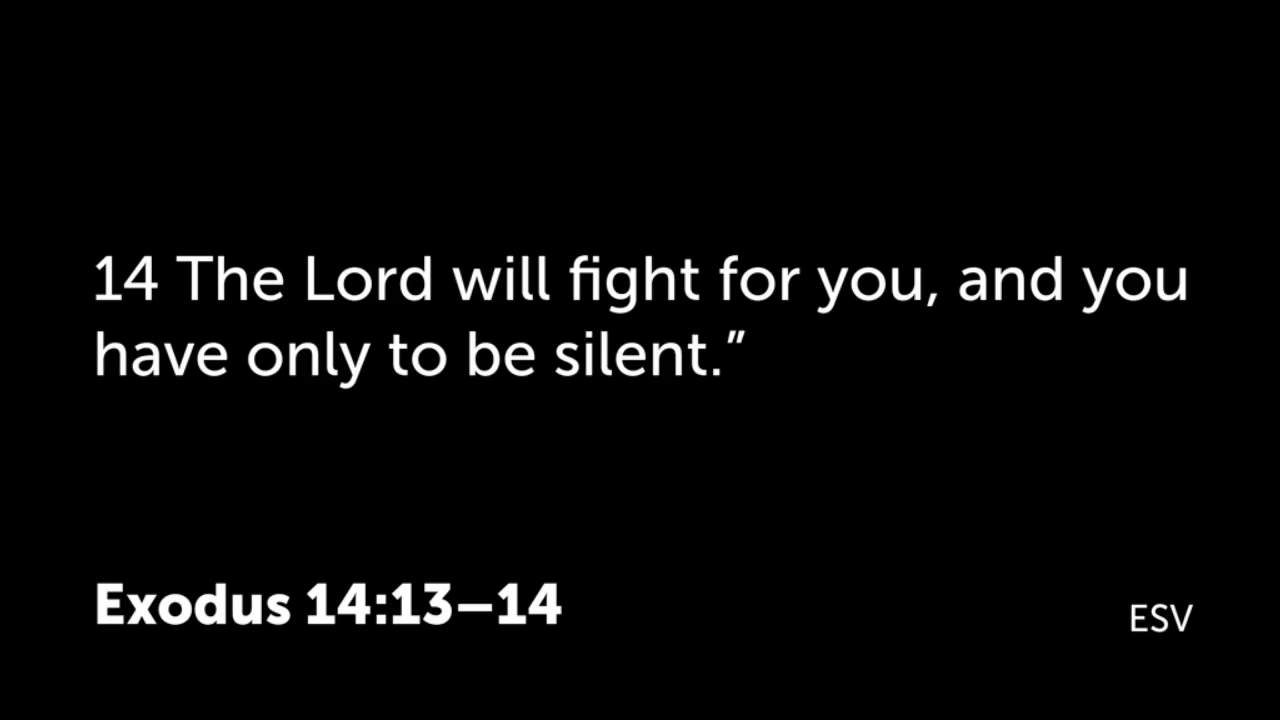 14 The Lord will fight for you, and you
have only to be silent.”
Exodus 14:13–14
ESV